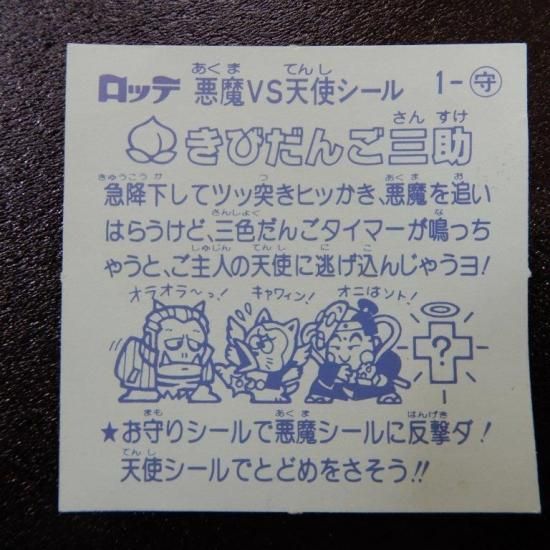 ロッテ 悪魔VS天使シール 1-守
きびだんご三助
急降下してツッ突きヒッかき、悪魔を追い
はらうけど、三色だんごタイマーが鳴っち
ゃうと、ご主人の天使に逃げ込んじゃうヨ!
オラオラ〜っ! キャワィン! オニはソト!
?
★お守りシールで悪魔シールに反撃ダ!
天使シールでとどめをさそう!!